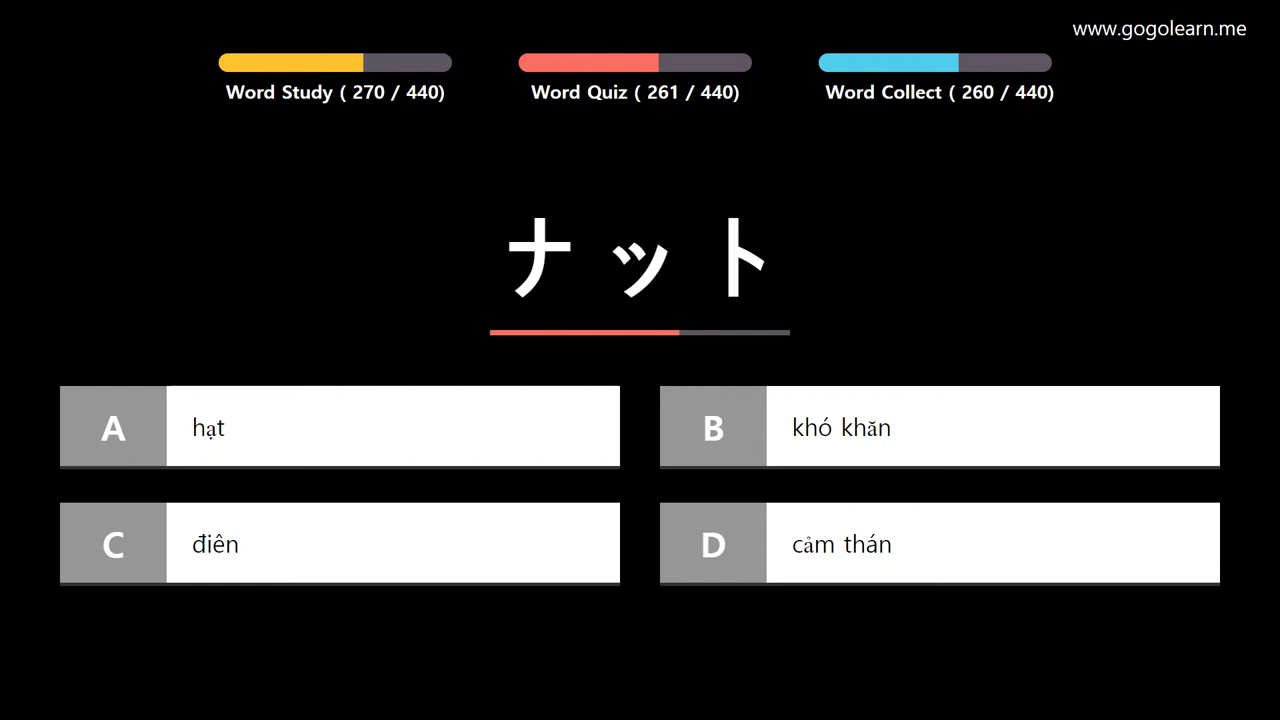 www.gogolearn.me
Word Study ( 270 / 440)
Word Quiz ( 261 / 440)
Word Collect ( 260 / 440)
ナット
A
hạt
B
khó khăn
C
điên
D
cảm thán